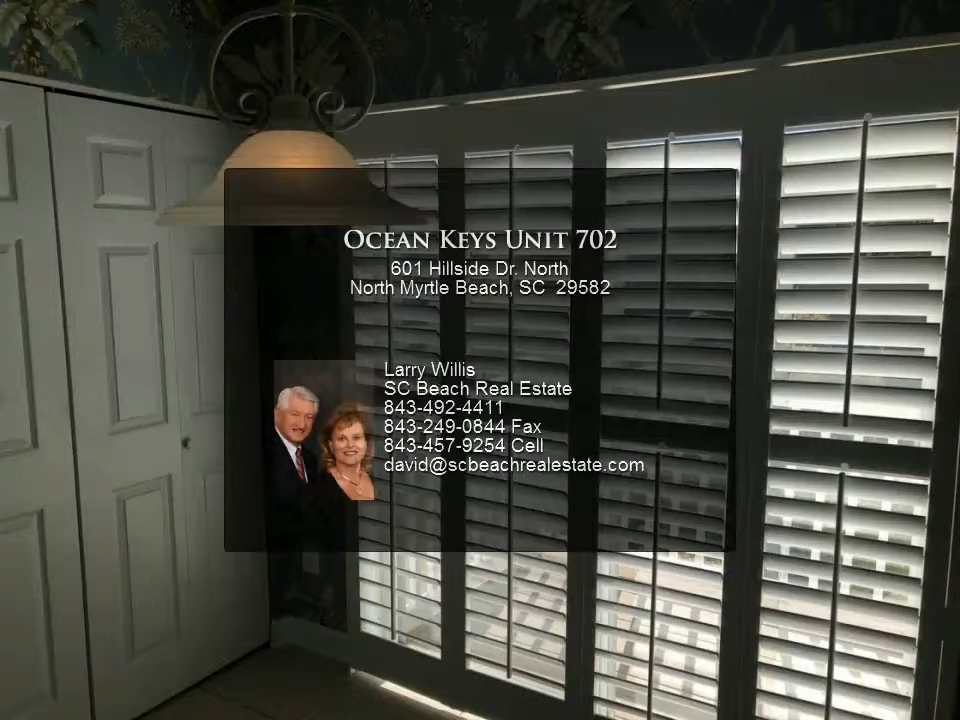 Ocean Keys Unit 702
601 Hillside Dr. North
North Myrtle Beach, SC 29582
Larry Willis
SC Beach Real Estate
843-492-4411
843-249-0844 Fax
843-457-9254 Cell
david@scbeachrealestate.com